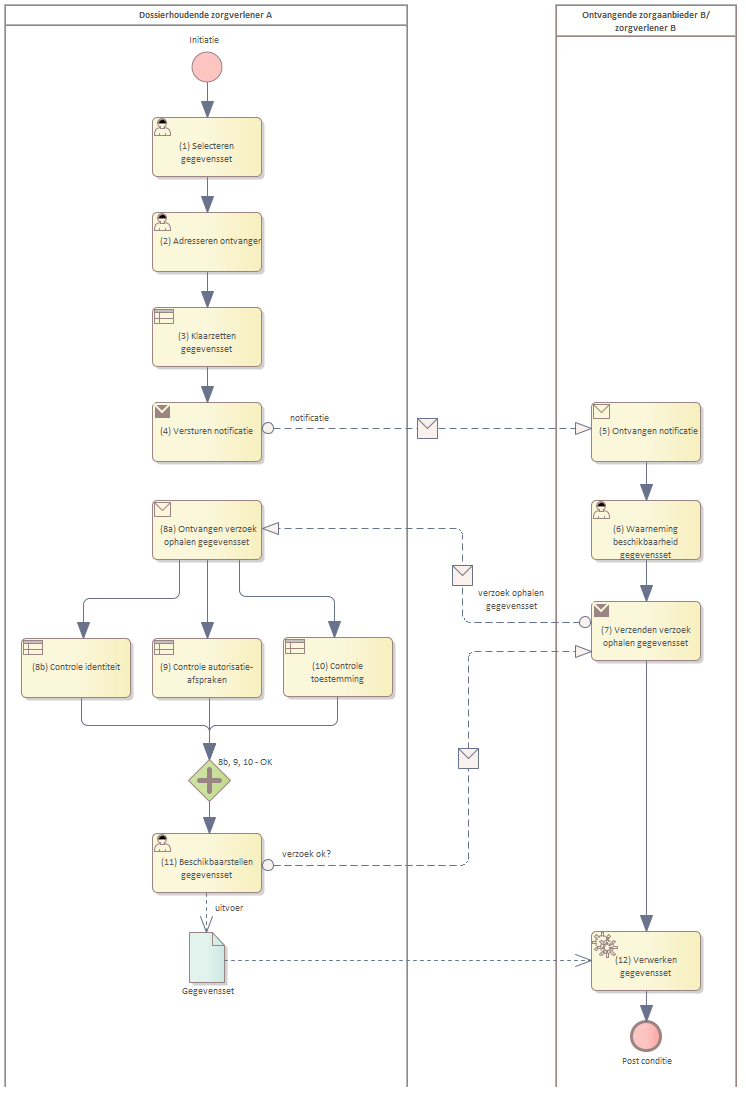 Dossierhoudende zorgverlener A
Ontvangende zorgaanbieder B/
zorgverlener B
Initiatie
(1) Selecteren
gegevensset
(2) Adresseren ontvanger
(3) Klaarzetten
gegevensset
(4) Versturen notificatie
notificatie
(5) Ontvangen notificatie
(6) Waarneming
beschikbaarheid
gegevensset
(7) Verzenden verzoek
ophalen gegevensset
verzoek ophalen
gegevensset
(8a) Ontvangen verzoek
ophalen gegevensset
(8b) Controle identiteit
(9) Controle autorisatie-
afspraken
(10) Controle
toestemming
8b, 9, 10 - OK
(11) Beschikbaarstellen
gegevensset
verzoek ok?
uitvoer
Gegevensset
(12) Verwerken
gegevensset
Post conditie